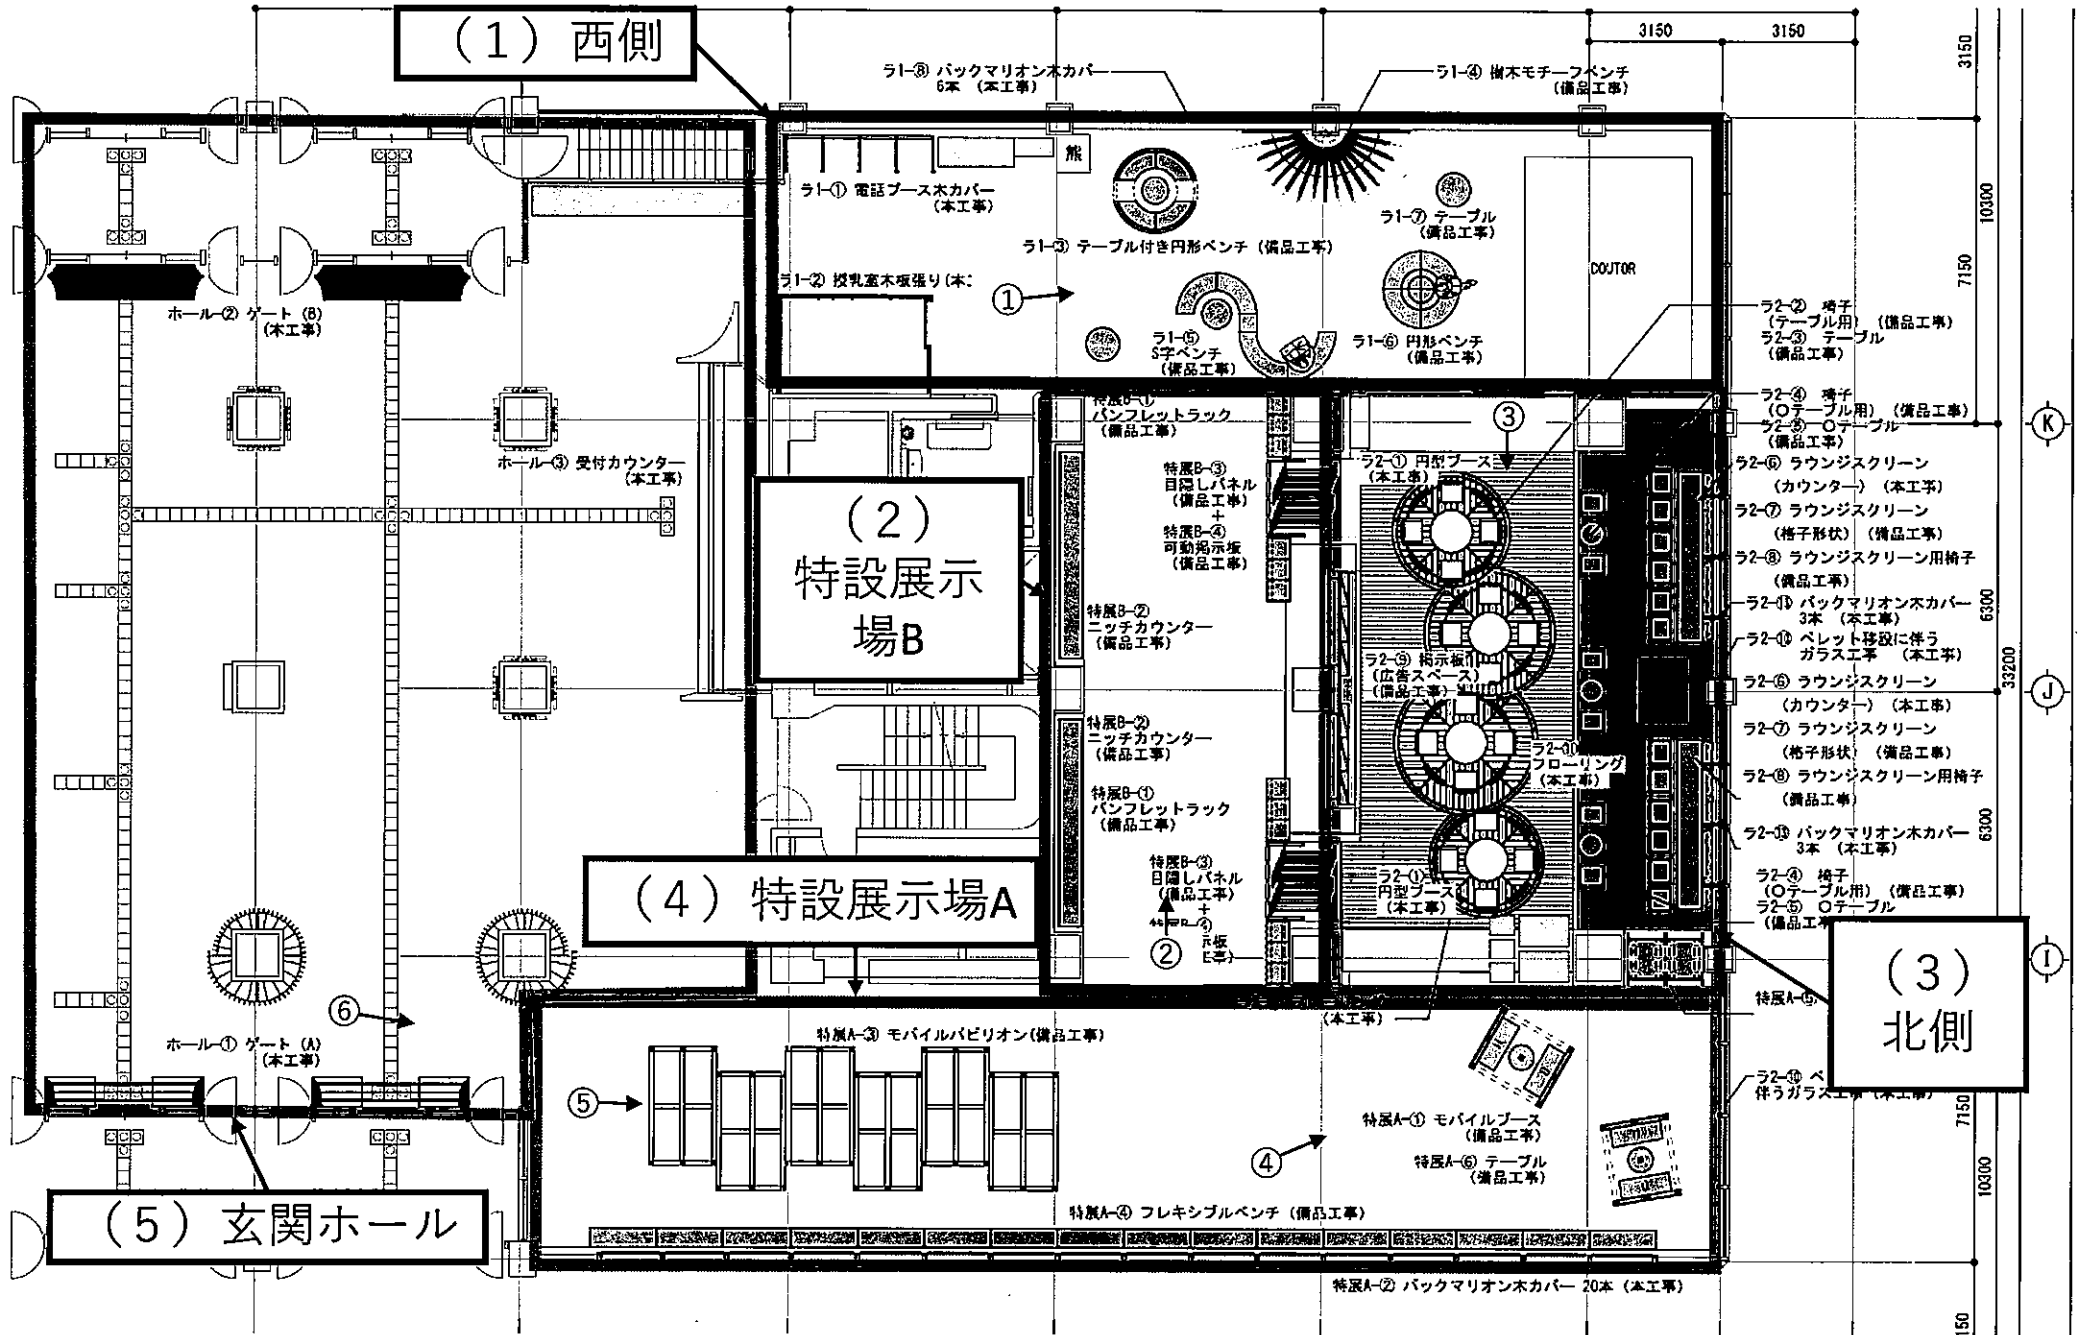 (1)西側
3150
3150
3150
ラ1-⑧ バックマリオン木カバー
6本 (本工事)
ラ1-④ 樹木モチーフベンチ
(備品工事)
熊
ラ1-① 電話ブース木カバー
(本工事)
ラ1-⑦ テーブル
(備品工事)
ラ1-③ テーブル付き円形ベンチ (備品工事)
10300
7150
ラ1-② 授乳室木板張り(本
①
DOUTOR
ラ1-⑤
S字ベンチ
(備品工事)
ラ1-⑥ 円形ベンチ
(備品工事)
ホール-② ゲート (B)
(本工事)
ラ2-② 椅子
(テーブル用) (備品工事)
ラ2-③ テーブル
(備品工事)
ラ2-④ 椅子
(Oテーブル用) (備品工事)
ラ2-⑤ Oテーブル
(備品工事)
K
特展B-①
パンフレットラック
(備品工事)
③
ホール-③ 受付カウンター
(本工事)
特展B-③
目隠しパネル
(備品工事)
+
特展B-④
可動掲示板
(備品工事)
ラ2-① 円型ブース
(本工事)
ラ2-⑥ ラウンジスクリーン
(カウンター) (本工事)
ラ2-⑦ ラウンジスクリーン
(格子形状) (備品工事)
ラ2-⑧ ラウンジスクリーン用椅子
(備品工事)
(2)
特設展示
場B
特展B-②
ニッチカウンター
(備品工事)
バックマリオン木カバー
3本 (本工事)
ペレット移設に伴う
ガラス工事 (本工事)
6300
33200
ラ2-⑨ 掲示板
(広告スペース)
(備品工事)
ラ2-⑥ ラウンジスクリーン
(カウンター) (本工事)
J
特展B-②
ニッチカウンター
(備品工事)
フローリング
(本工事)
ラ2-⑦ ラウンジスクリーン
(格子形状) (備品工事)
ラ2-⑧ ラウンジスクリーン用椅子
(備品工事)
特展B-①
パンフレットラック
(備品工事)
バックマリオン木カバー
3本 (本工事)
6300
特展B-③
目隠しパネル
(備品工事)
+
示板
②
ラ2-①
円型ブース
(本工事)
ラ2-④ 椅子
(Oテーブル用) (備品工事)
ラ2-⑤ Oテーブル
(備品工事
(4)特設展示場A
(3)
北側
I
⑥
ホール-① ゲート (A)
(本工事)
特展A-③ モバイルパビリオン(備品工事)
(本工事)
特展A-⑤
伴うガラス工事 (本工事)
⑤
④
特展A-① モバイルブース
(備品工事)
特展A-⑥ テーブル
(備品工事)
7150
10300
(5)玄関ホール
特展A-④ フレキシブルベンチ (備品工事)
特展A-② バックマリオン木カバー 20本 (本工事)